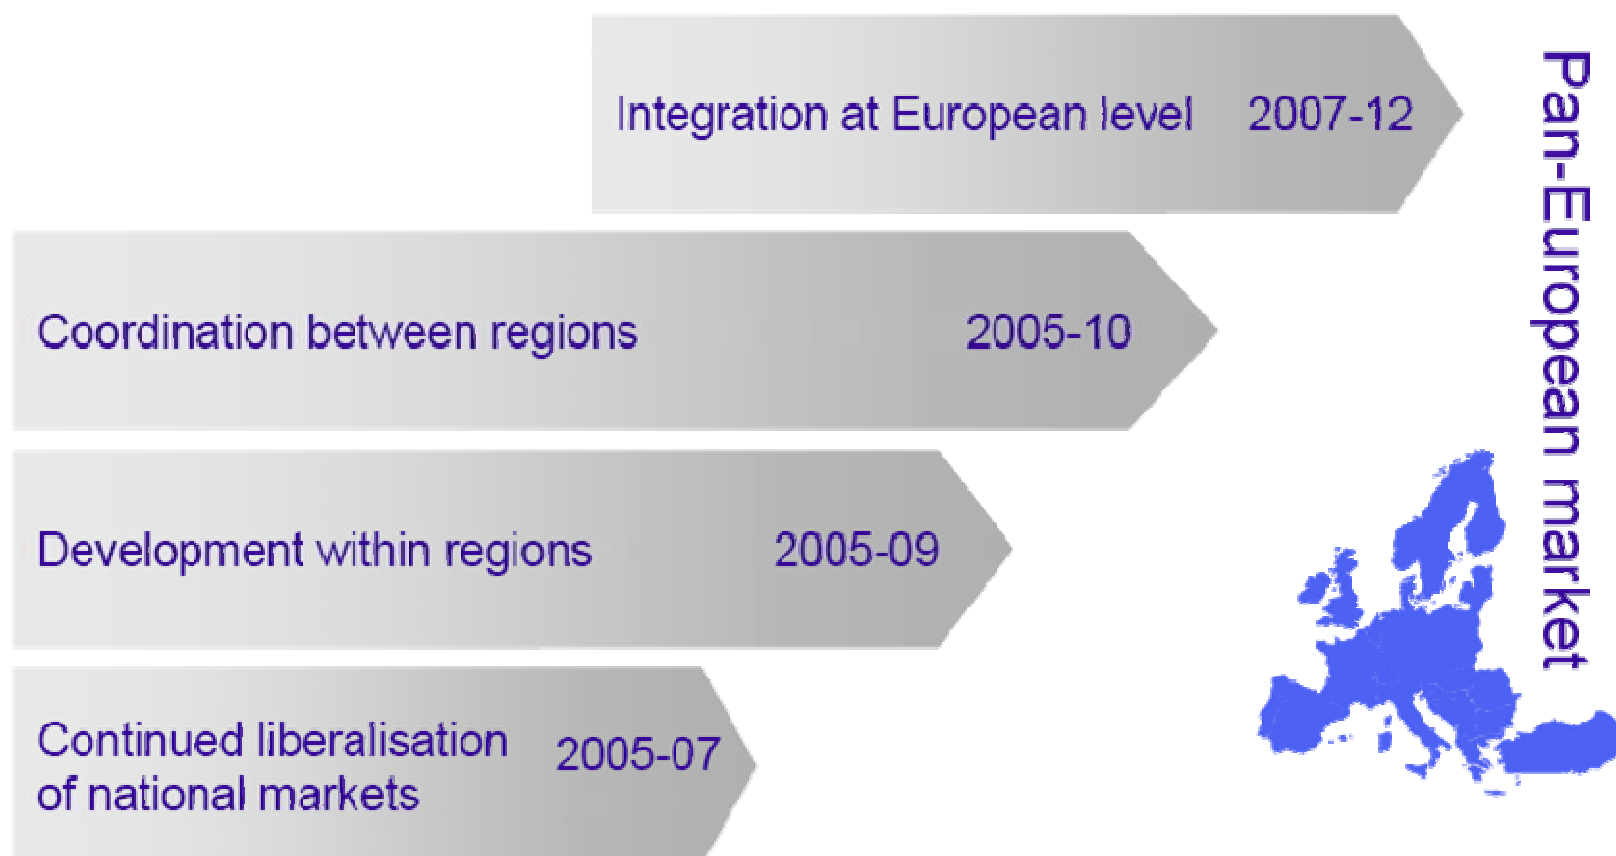 Integration at European level 2007-12
Coordination between regions 2005-10
Development within regions 2005-09
Continued liberalisation 2005-07
of national markets
Pan-European market